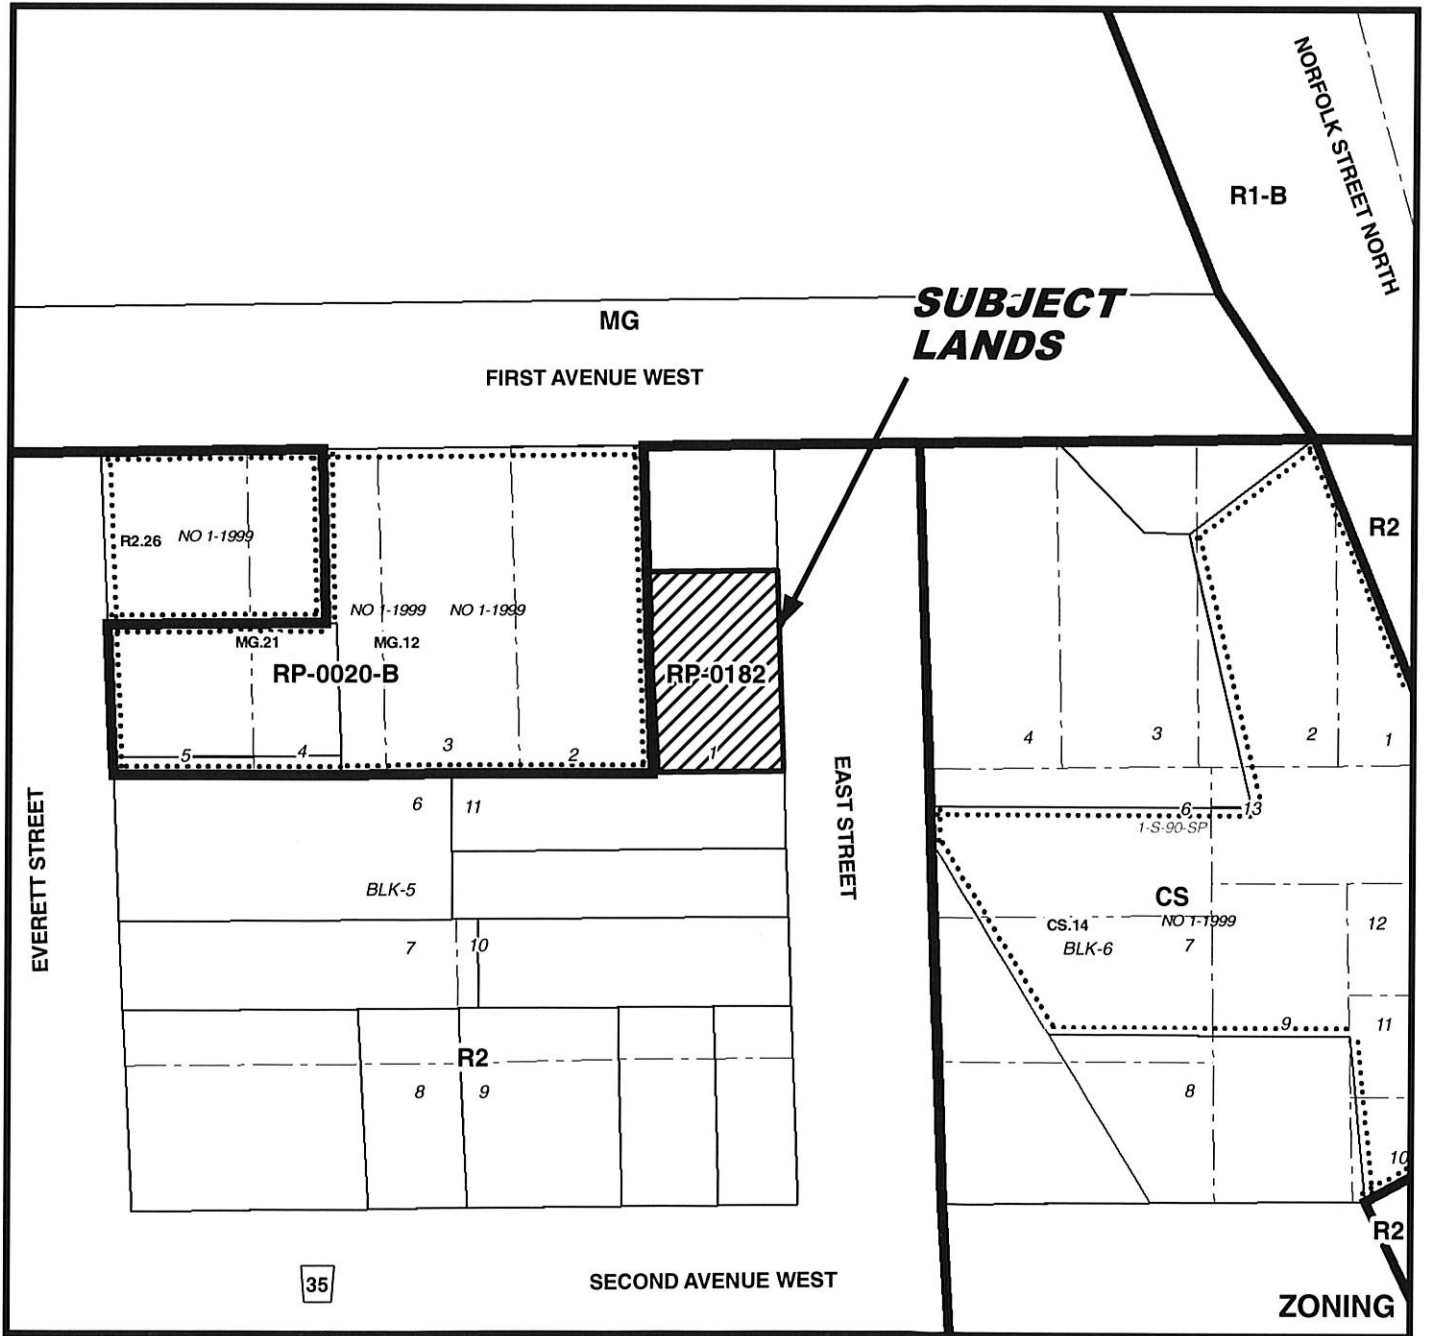 NORFOLK STREET NORTH
R1-B
SUBJECT
LANDS
MG
FIRST AVENUE WEST
R2
R2.26 NO 1-1999
NO 1-1999 NO 1-1999
MG.21 MG.12
RP-0020-B
RP-0182
5 4 3 2 1
4 3 2 1
EVERETT STREET
EAST STREET
6 11
6 13
1-S-90-SP
BLK-5
CS
CS.14 NO 1-1999
BLK-6 7
12
7 10
9 11
R2
8 9
8
10
R2
35
SECOND AVENUE WEST
ZONING